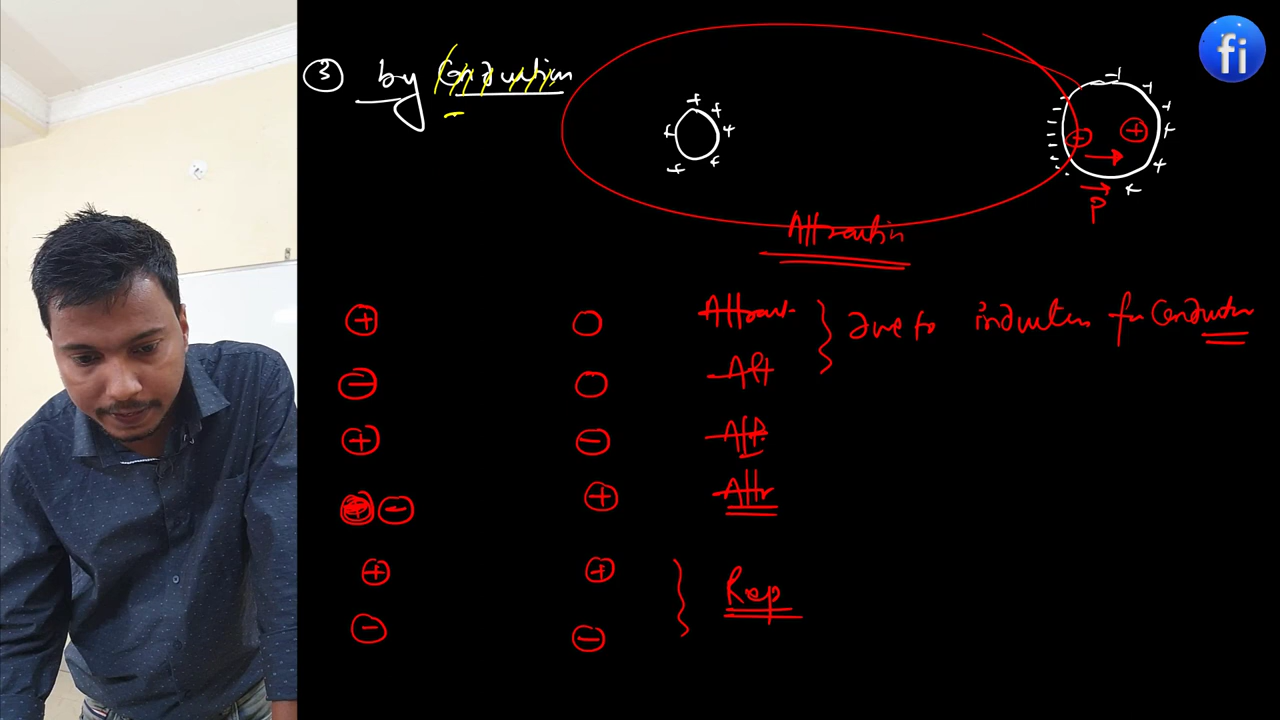 fi
③ by Conduction
+ + + + + + - + + + + + +
- - - - - - + +
P
Attraction
+ Attract } due to induction for Conductor
- Att
+ - Att.
+ - + Attr
+ + } Rep
- -